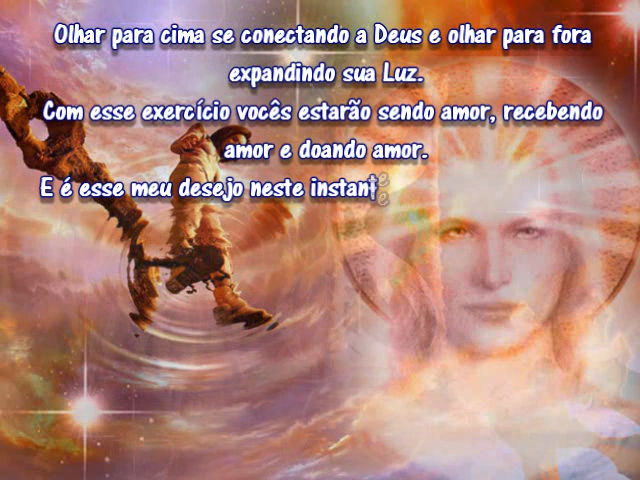 Olhar para cima se conectando a Deus e olhar para fora
expandindo sua Luz.
Com esse exercício vocês estarão sendo amor, recebendo
amor e doando amor.
E é esse meu desejo neste instante